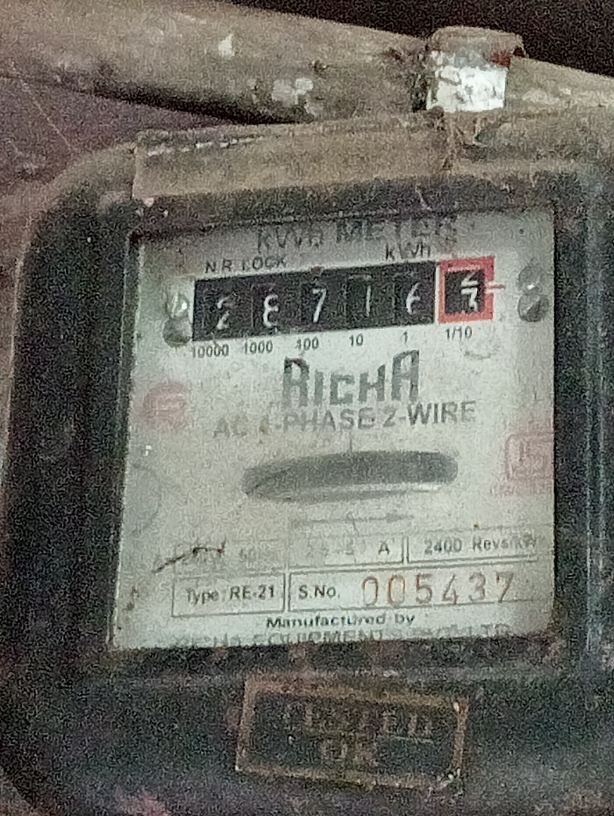 kWh METER
N.R. LOCK kWh
2 8 7 1 6
10000 1000 100 10 1 1/10
RICHA
AC 1-PHASE 2-WIRE
A 2400 Revs/kWh
Type RE-21 S.No. 005437
Manufactured by